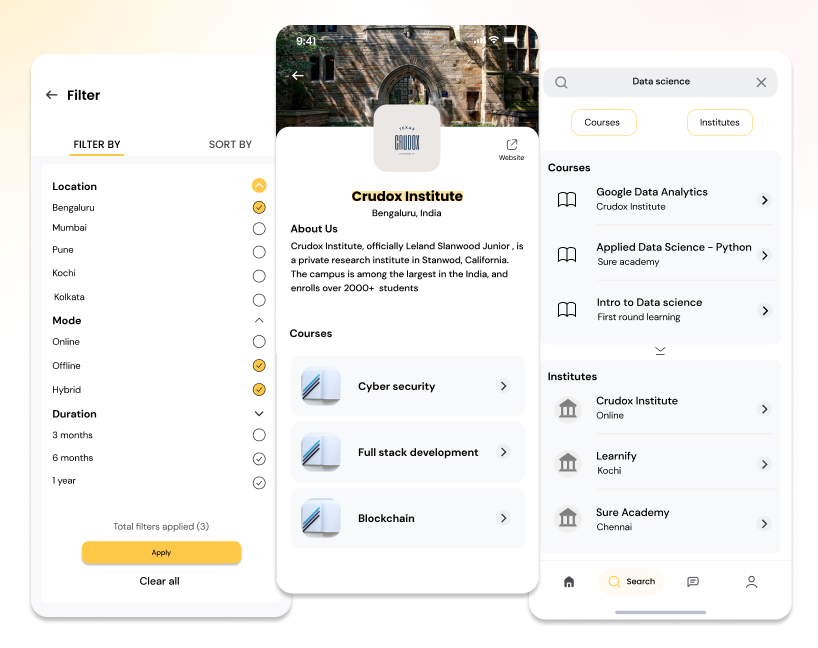 Filter
FILTER BY
SORT BY
Location
Bengaluru
Mumbai
Pune
Kochi
Kolkata
Mode
Online
Offline
Hybrid
Duration
3 months
6 months
1 year
Total filters applied (3)
Apply
Clear all
9:41
TEXAS
CRUDOX
Website
Crudox Institute
Bengaluru, India
About Us
Crudox Institute, officially Leland Slanwood Junior , is
a private research institute in Stanwod, California.
The campus is among the largest in the India, and
enrolls over 2000+ students
Courses
Cyber security
Full stack development
Blockchain
Data science
Courses
Institutes
Courses
Google Data Analytics
Crudox Institute
Applied Data Science - Python
Sure academy
Intro to Data science
First round learning
Institutes
Crudox Institute
Online
Learnify
Kochi
Sure Academy
Chennai
Search